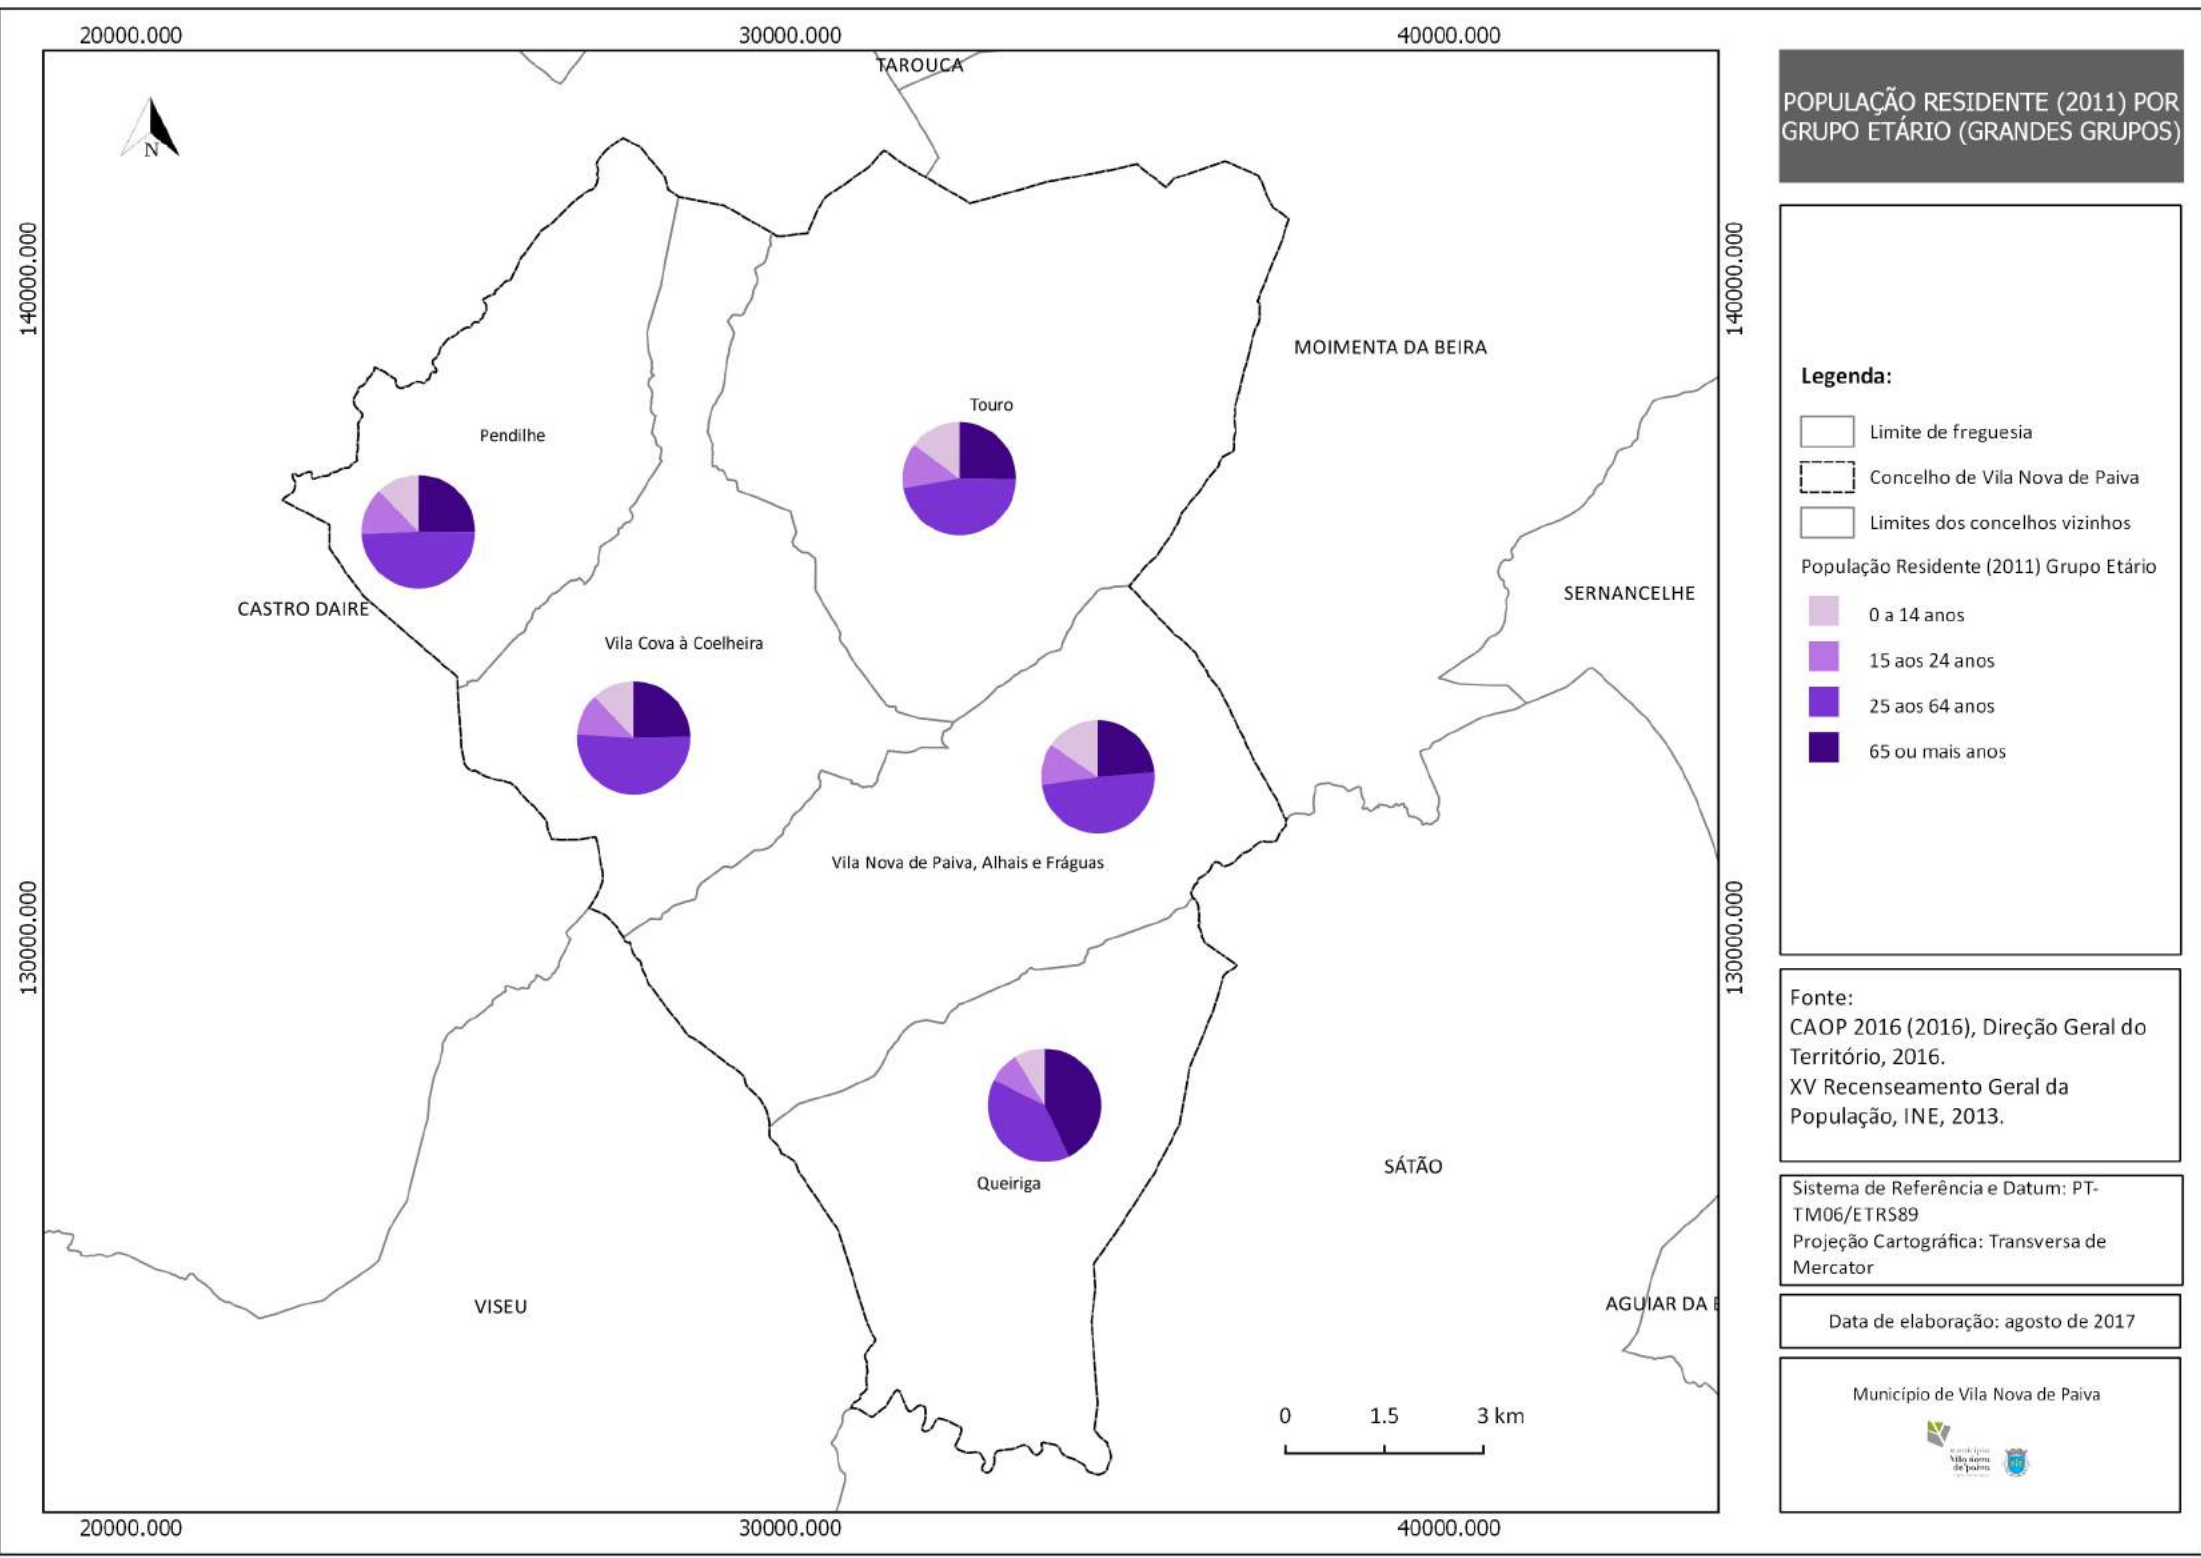 20000.000
30000.000
40000.000
TAROUCA
N
140000.000
140000.000
MOIMENTA DA BEIRA
Touro
Pendilhe
SERNANCELHE
CASTRO DAIRE
Vila Cova à Coelheira
Vila Nova de Paiva, Alhais e Fráguas
130000.000
130000.000
SÁTÃO
Queiriga
VISEU
AGUIAR DA B
0
1.5
3 km
20000.000
30000.000
40000.000
POPULAÇÃO RESIDENTE (2011) POR
GRUPO ETÁRIO (GRANDES GRUPOS)
Legenda:
Limite de freguesia
Concelho de Vila Nova de Paiva
Limites dos concelhos vizinhos
População Residente (2011) Grupo Etário
0 a 14 anos
15 aos 24 anos
25 aos 64 anos
65 ou mais anos
Fonte:
CAOP 2016 (2016), Direção Geral do
Território, 2016.
XV Recenseamento Geral da
População, INE, 2013.
Sistema de Referência e Datum: PT-
TM06/ETRS89
Projeção Cartográfica: Transversa de
Mercator
Data de elaboração: agosto de 2017
Município de Vila Nova de Paiva
município
Vila Nova
de Paiva